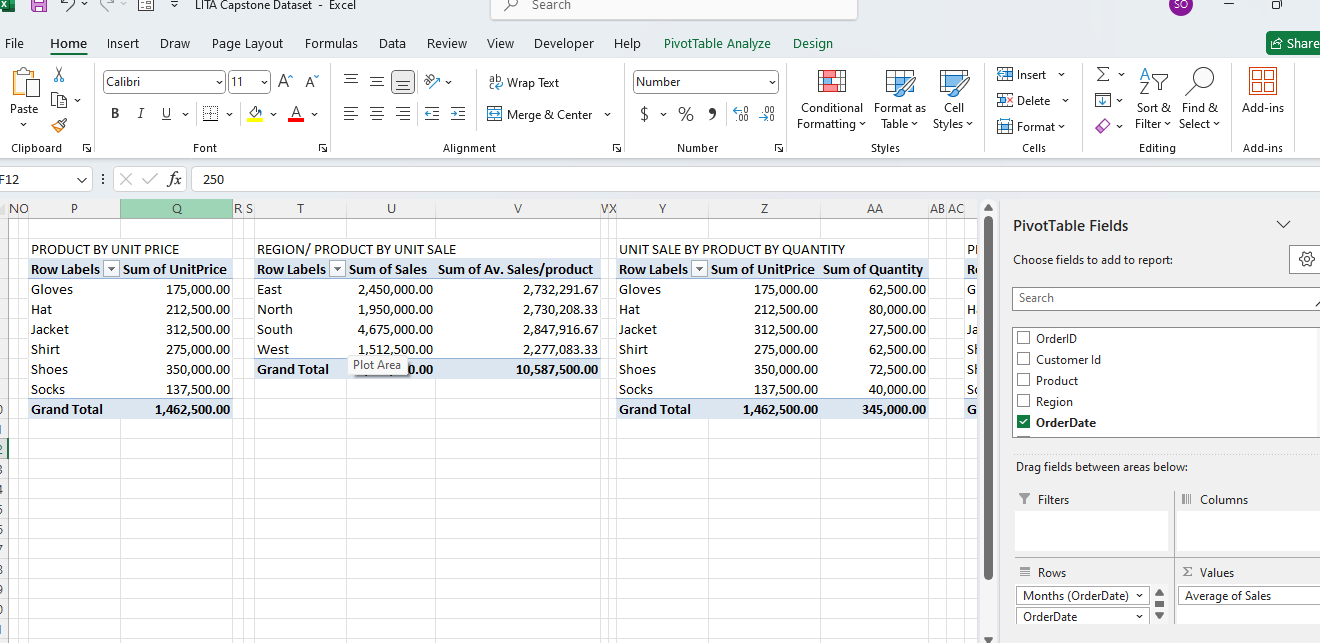 LITA Capstone Dataset - Excel
Search
SO
File Home Insert Draw Page Layout Formulas Data Review View Developer Help PivotTable Analyze Design Share
Paste
Calibri 11
B I U
Wrap Text
Merge & Center
Number
$ % 9
Conditional Formatting
Format as Table
Cell Styles
Insert
Delete
Format
Sort & Filter
Find & Select
Add-ins
Clipboard Font Alignment Number Styles Cells Editing Add-ins
F12 fx 250
N O P Q R S T U V W X Y Z AA AB AC
PRODUCT BY UNIT PRICE
Row Labels Sum of UnitPrice
Gloves 175,000.00
Hat 212,500.00
Jacket 312,500.00
Shirt 275,000.00
Shoes 350,000.00
Socks 137,500.00
Grand Total 1,462,500.00
REGION/ PRODUCT BY UNIT SALE
Row Labels Sum of Sales Sum of Av. Sales/product
East 2,450,000.00 2,732,291.67
North 1,950,000.00 2,730,208.33
South 4,675,000.00 2,847,916.67
West 1,512,500.00 2,277,083.33
Grand Total 0.00 10,587,500.00
Plot Area
UNIT SALE BY PRODUCT BY QUANTITY
Row Labels Sum of UnitPrice Sum of Quantity
Gloves 175,000.00 62,500.00
Hat 212,500.00 80,000.00
Jacket 312,500.00 27,500.00
Shirt 275,000.00 62,500.00
Shoes 350,000.00 72,500.00
Socks 137,500.00 40,000.00
Grand Total 1,462,500.00 345,000.00
PivotTable Fields
Choose fields to add to report:
Search
OrderID
Customer Id
Product
Region
OrderDate
Drag fields between areas below:
Filters
Columns
Rows
Values
Months (OrderDate)
OrderDate
Average of Sales